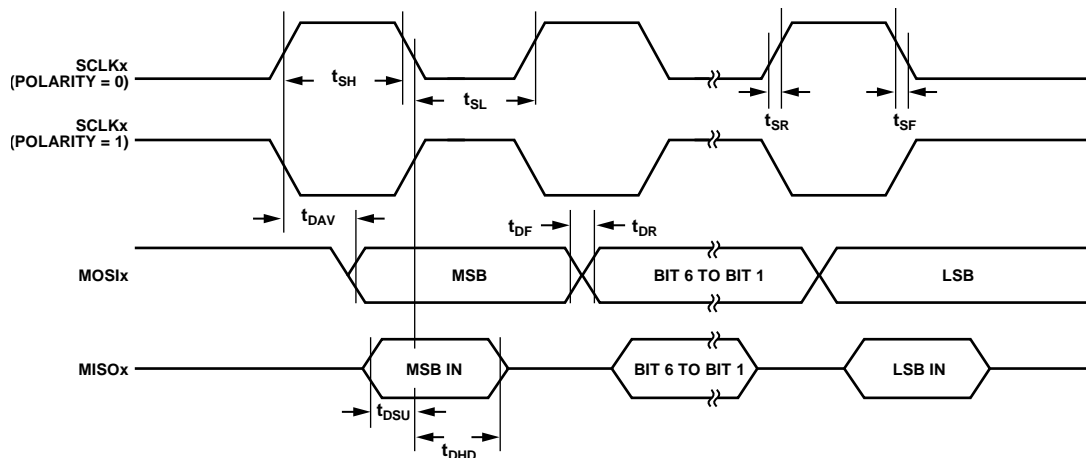 SCLKx
(POLARITY = 0)
tSH
tSL
tSR
tSF
SCLKx
(POLARITY = 1)
tDAV
tDF
tDR
MOSIx
MSB
BIT 6 TO BIT 1
LSB
MISOx
MSB IN
BIT 6 TO BIT 1
LSB IN
tDSU
tDHD